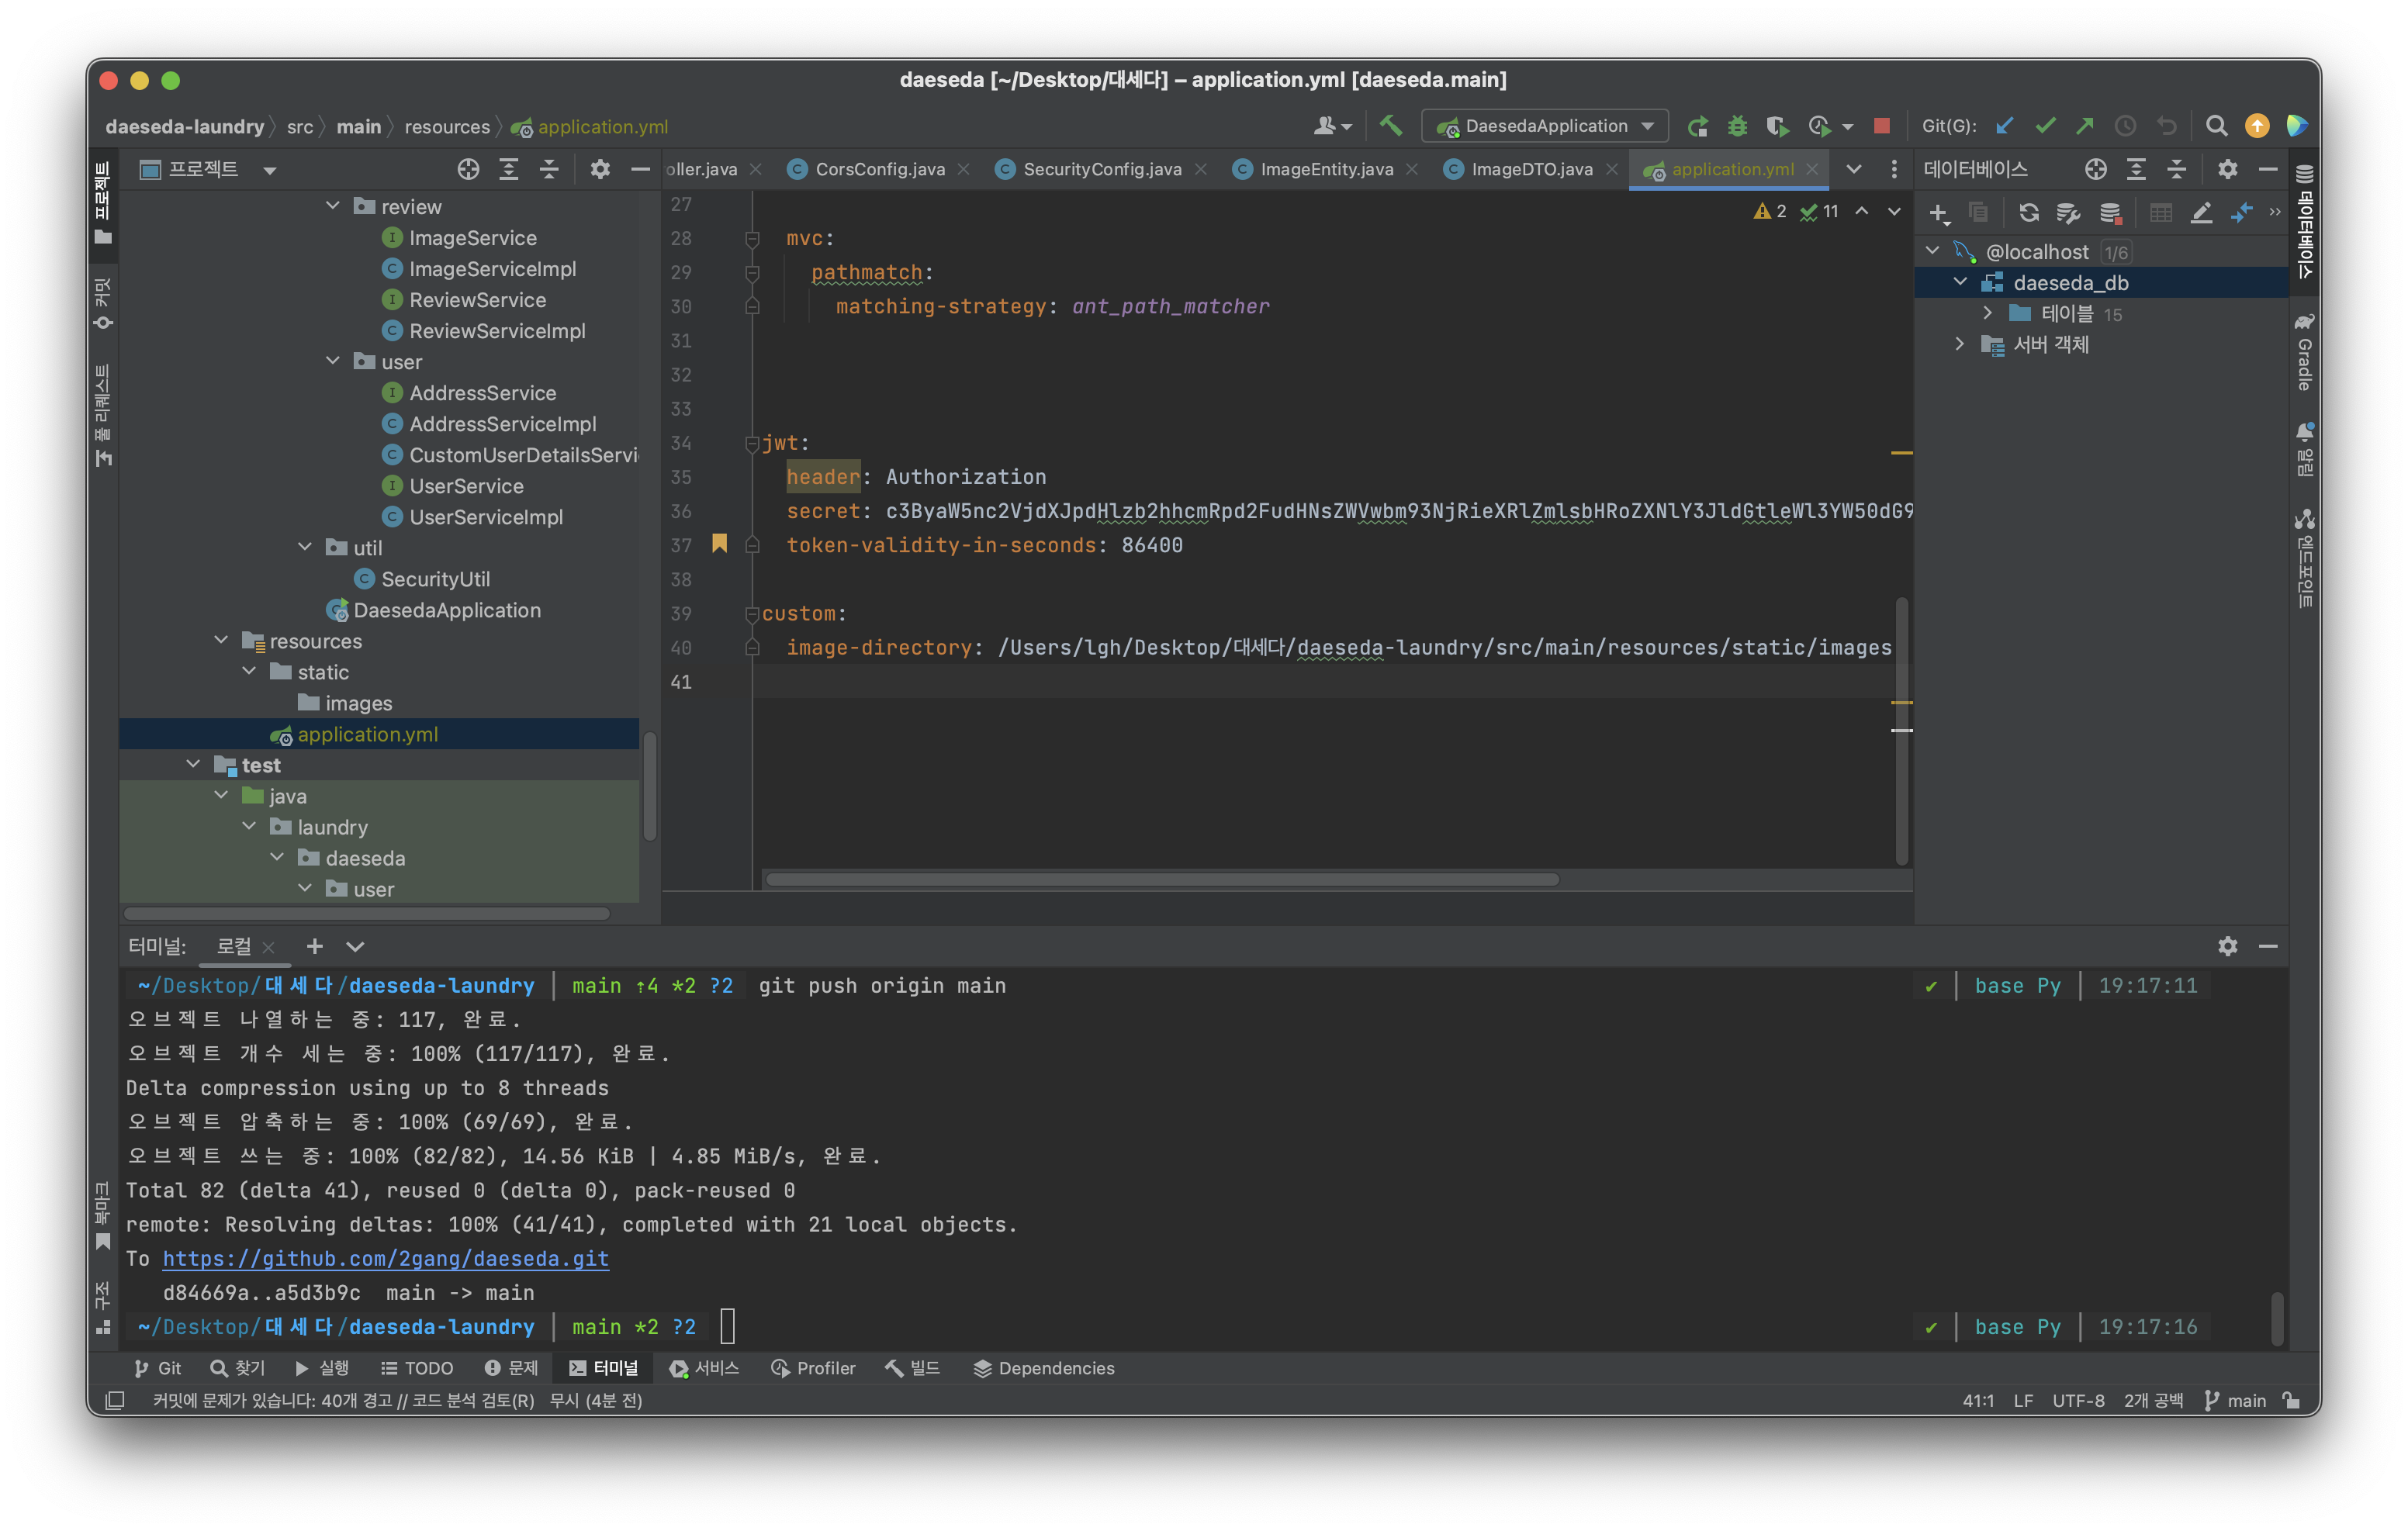 daeseda [~/Desktop/대세다] – application.yml [daeseda.main]
daeseda-laundry
src
main
resources
application.yml
DaesedaApplication
Git(G):
프로젝트
oller.java
CorsConfig.java
SecurityConfig.java
ImageEntity.java
ImageDTO.java
application.yml
데이터베이스
프로젝트
커밋
풀 리퀘스트
북마크
구조
review
ImageService
ImageServiceImpl
ReviewService
ReviewServiceImpl
user
AddressService
AddressServiceImpl
CustomUserDetailsServi
UserService
UserServiceImpl
util
SecurityUtil
DaesedaApplication
resources
static
images
application.yml
test
java
laundry
daeseda
user
2 11
27
28 mvc:
29 pathmatch:
30 matching-strategy: ant_path_matcher
31
32
33
34 jwt:
35 header: Authorization
36 secret: c3ByaW5nc2VjdXJpdHlzb2hhcmRpd2FudHNsZWVwbm93NjRieXRlZmlsbHRoZXNlY3JldGtleWl3YW50dG9
37 token-validity-in-seconds: 86400
38
39 custom:
40 image-directory: /Users/lgh/Desktop/대세다/daeseda-laundry/src/main/resources/static/images
41
@localhost 1/6
daeseda_db
테이블 15
서버 객체
데이터베이스
Gradle
알림
엔드포인트
터미널: 로컬
~/Desktop/대세다/daeseda-laundry main ⇡4 *2 ?2 git push origin main ✔ base Py 19:17:11
오브젝트 나열하는 중: 117, 완료.
오브젝트 개수 세는 중: 100% (117/117), 완료.
Delta compression using up to 8 threads
오브젝트 압축하는 중: 100% (69/69), 완료.
오브젝트 쓰는 중: 100% (82/82), 14.56 KiB | 4.85 MiB/s, 완료.
Total 82 (delta 41), reused 0 (delta 0), pack-reused 0
remote: Resolving deltas: 100% (41/41), completed with 21 local objects.
To https://github.com/2gang/daeseda.git
d84669a..a5d3b9c main -> main
~/Desktop/대세다/daeseda-laundry main *2 ?2 ✔ base Py 19:17:16
Git
찾기
실행
TODO
문제
터미널
서비스
Profiler
빌드
Dependencies
커밋에 문제가 있습니다: 40개 경고 // 코드 분석 검토(R) 무시 (4분 전)
41:1 LF UTF-8 2개 공백 main